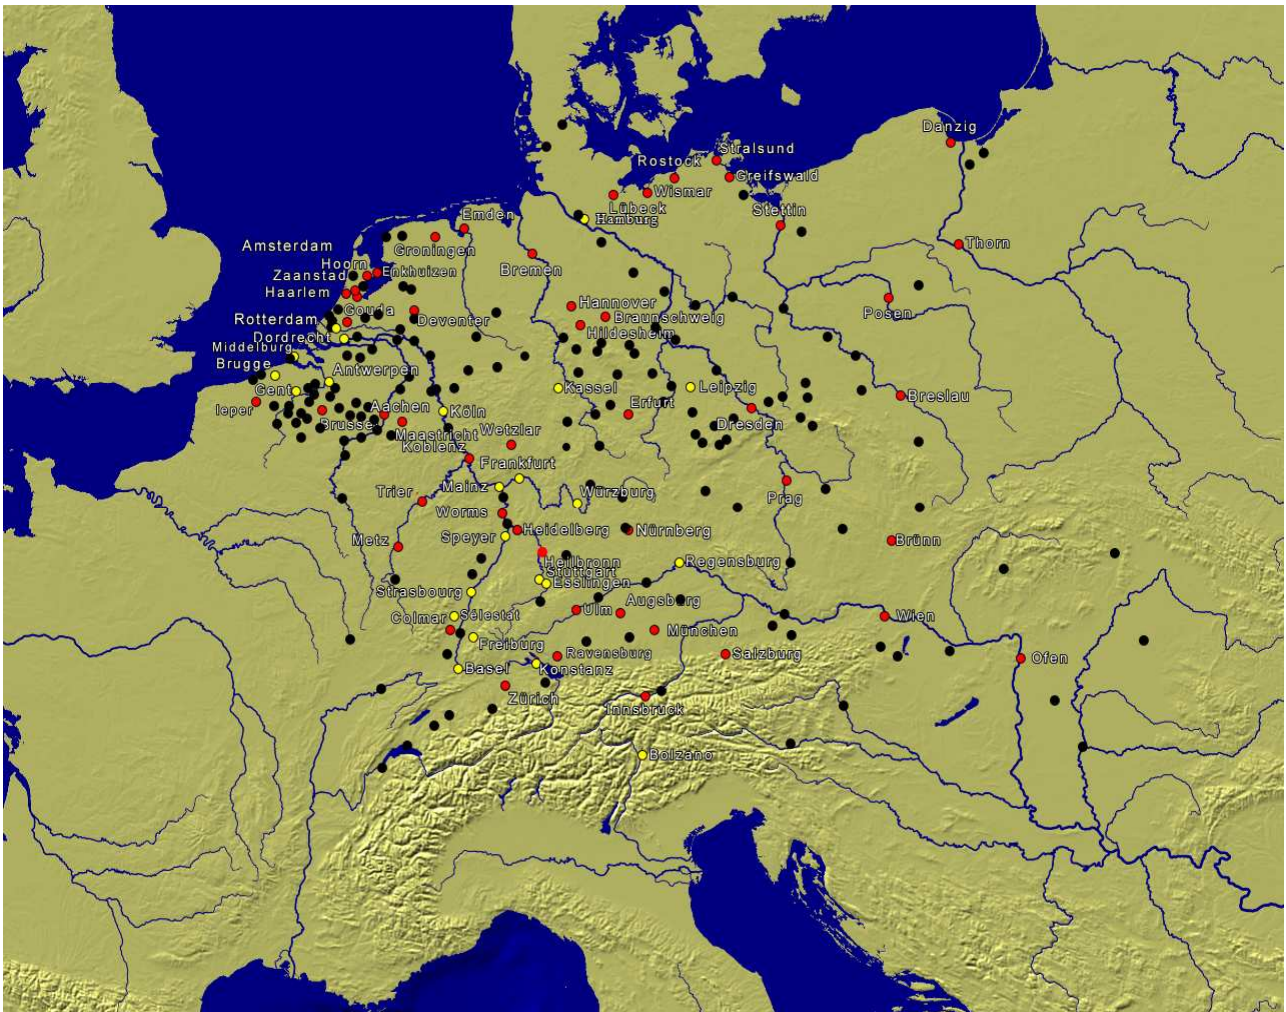 Danzig
Stralsund
Rostock
Greifswald
Wismar
Lübeck
Stettin
Hamburg
Emden
Amsterdam
Groningen
Thorn
Hoorn
Bremen
Zaanstad
Enkhuizen
Haarlem
Hannover
Gouda
Posen
Braunschweig
Rotterdam
Deventer
Hildesheim
Dordrecht
Middelburg
Brugge
Antwerpen
Gent
Kassel
Leipzig
Breslau
Ieper
Aachen
Köln
Erfurt
Brüssel
Dresden
Maastricht
Wetzlar
Koblenz
Frankfurt
Mainz
Trier
Würzburg
Prag
Worms
Heidelberg
Nürnberg
Speyer
Metz
Brünn
Heilbronn
Regensburg
Stuttgart
Esslingen
Strasbourg
Augsburg
Ulm
Colmar
Sélestat
Wien
München
Freiburg
Ravensburg
Salzburg
Ofen
Basel
Konstanz
Zürich
Innsbruck
Bolzano